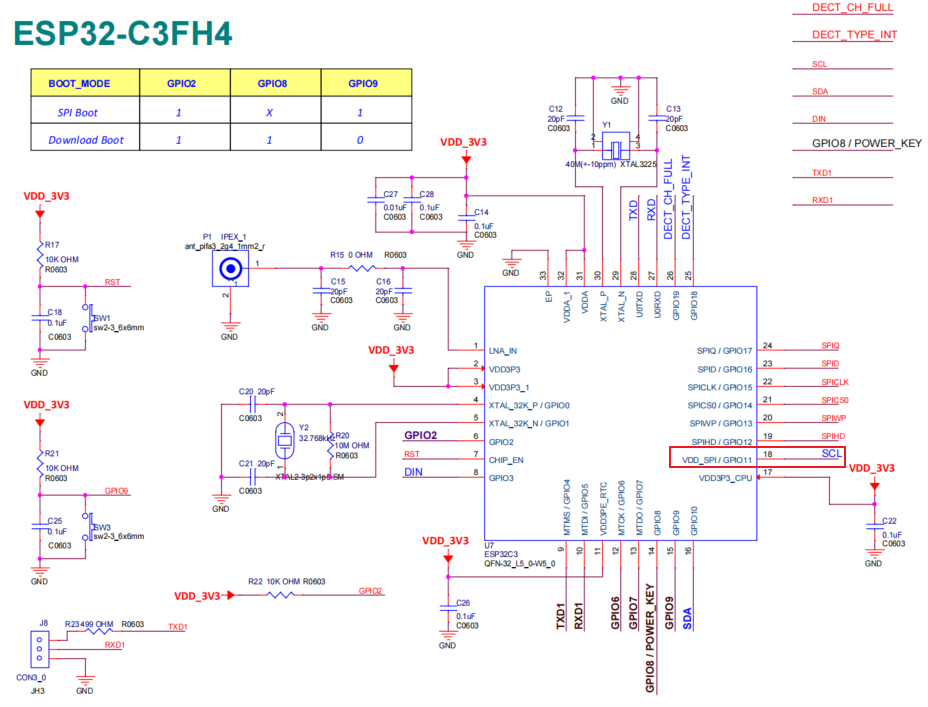 ESP32-C3FH4
BOOT_MODE GPIO2 GPIO8 GPIO9
SPI Boot 1 X 1
Download Boot 1 1 0
DECT_CH_FULL
DECT_TYPE_INT
SCL
SDA
DIN
GPIO8 / POWER_KEY
TXD1
RXD1
VDD_3V3
R17
10K OHM
R0603
RST
C18
0.1uF
C0603
SW1
sw2-3_6x6mm
GND
VDD_3V3
R21
10K OHM
R0603
GPIO9
C25
0.1uF
C0603
SW3
sw2-3_6x6mm
GND
J8
R23 499 OHM R0603
TXD1
RXD1
CON3_0
JH3
GND
VDD_3V3
R22 10K OHM R0603
GPIO2
P1 IPEX_1
ant_pifa3_2g4_1mm2_r
1
2
GND
R15 0 OHM R0603
C15
20pF
C0603
GND
C16
20pF
C0603
GND
VDD_3V3
C27
0.01uF
C0603
C28
0.1uF
C0603
C14
0.1uF
C0603
GND
GND
C12
20pF
C0603
GND
C13
20pF
C0603
Y1
2
1
4
3
40M(+-10ppm) XTAL3225
TXD
RXD
DECT_CH_FULL
DECT_TYPE_INT
33 32 31 30 29 28 27 26 25
EP
VDDA_1
VDDA
XTAL_P
XTAL_N
U0TXD
U0RXD
GPIO19
GPIO18
VDD_3V3
C20 20pF
C0603
Y2
32.768kHz
2
1
R20
10M OHM
R0603
C21 20pF
C0603
XTAL2-3p2x1p5-SM
GND
GPIO2
RST
DIN
1 LNA_IN
2 VDD3P3
3 VDD3P3_1
4 XTAL_32K_P / GPIO0
5 XTAL_32K_N / GPIO1
6 GPIO2
7 CHIP_EN
8 GPIO3
SPIQ / GPIO17 24 SPIQ
SPID / GPIO16 23 SPID
SPICLK / GPIO15 22 SPICLK
SPICS0 / GPIO14 21 SPICS0
SPIWP / GPIO13 20 SPIWP
SPIHD / GPIO12 19 SPIHD
VDD_SPI / GPIO11 18 SCL
VDD3P3_CPU 17
VDD_3V3
C22
0.1uF
C0603
GND
MTMS / GPIO4
MTDI / GPIO5
VDD3PE_RTC
MTCK / GPIO6
MTDO / GPIO7
GPIO8
GPIO9
GPIO10
U7
ESP32C3
QFN-32_L5_0-W5_0
9 10 11 12 13 14 15 16
TXD1
RXD1
GPIO6
GPIO7
GPIO8 / POWER_KEY
GPIO9
SDA
VDD_3V3
C26
0.1uF
C0603
GND